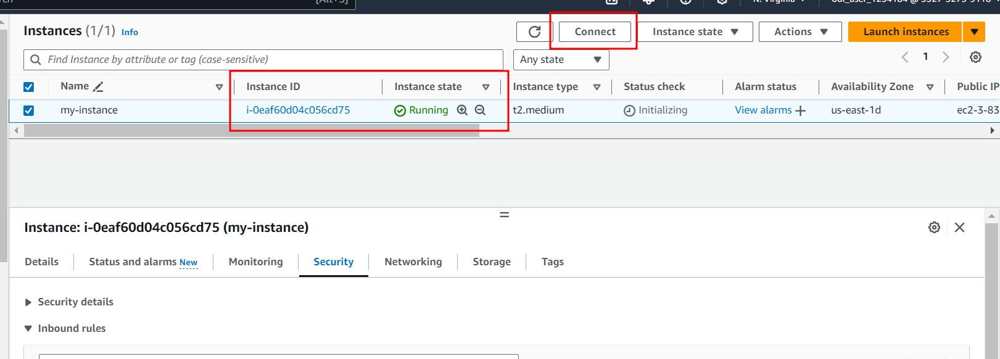 [Alt+S]
N. Virginia
Instances (1/1) Info
Connect
Instance state
Actions
Launch instances
Find Instance by attribute or tag (case-sensitive)
Any state
1
Name
Instance ID
Instance state
Instance type
Status check
Alarm status
Availability Zone
Public IP
my-instance
i-0eaf60d04c056cd75
Running
t2.medium
Initializing
View alarms
us-east-1d
ec2-3-83
Instance: i-0eaf60d04c056cd75 (my-instance)
Details
Status and alarms New
Monitoring
Security
Networking
Storage
Tags
Security details
Inbound rules